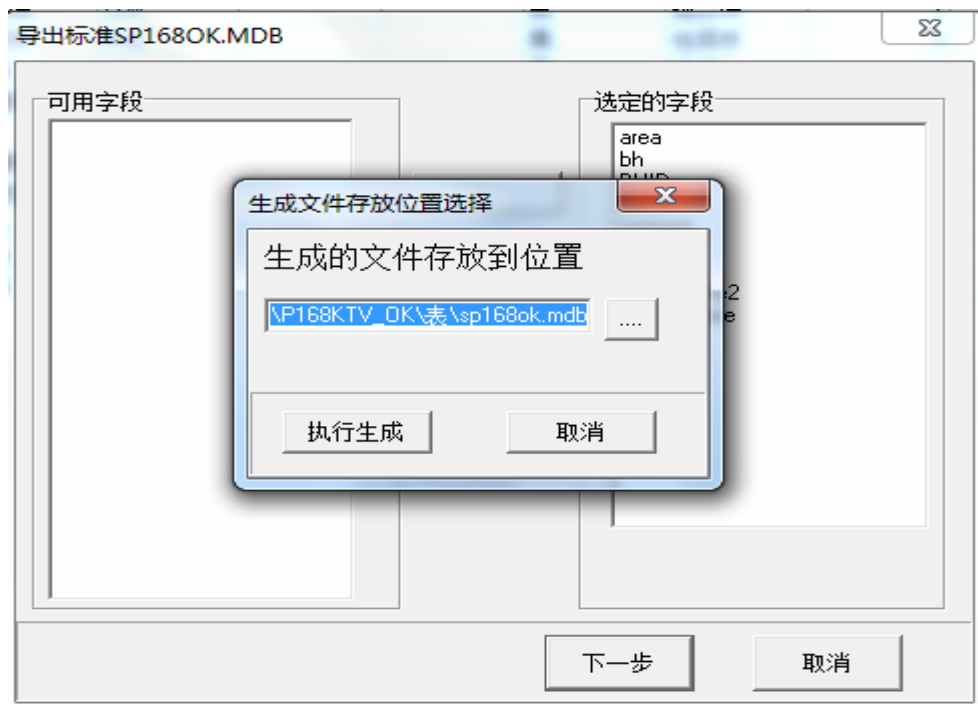 导出标准SP168OK.MDB
可用字段
选定的字段
area
bh
生成文件存放位置选择
生成的文件存放到位置
\P168KTV_OK\表\sp168ok.mdb
....
执行生成
取消
下一步
取消